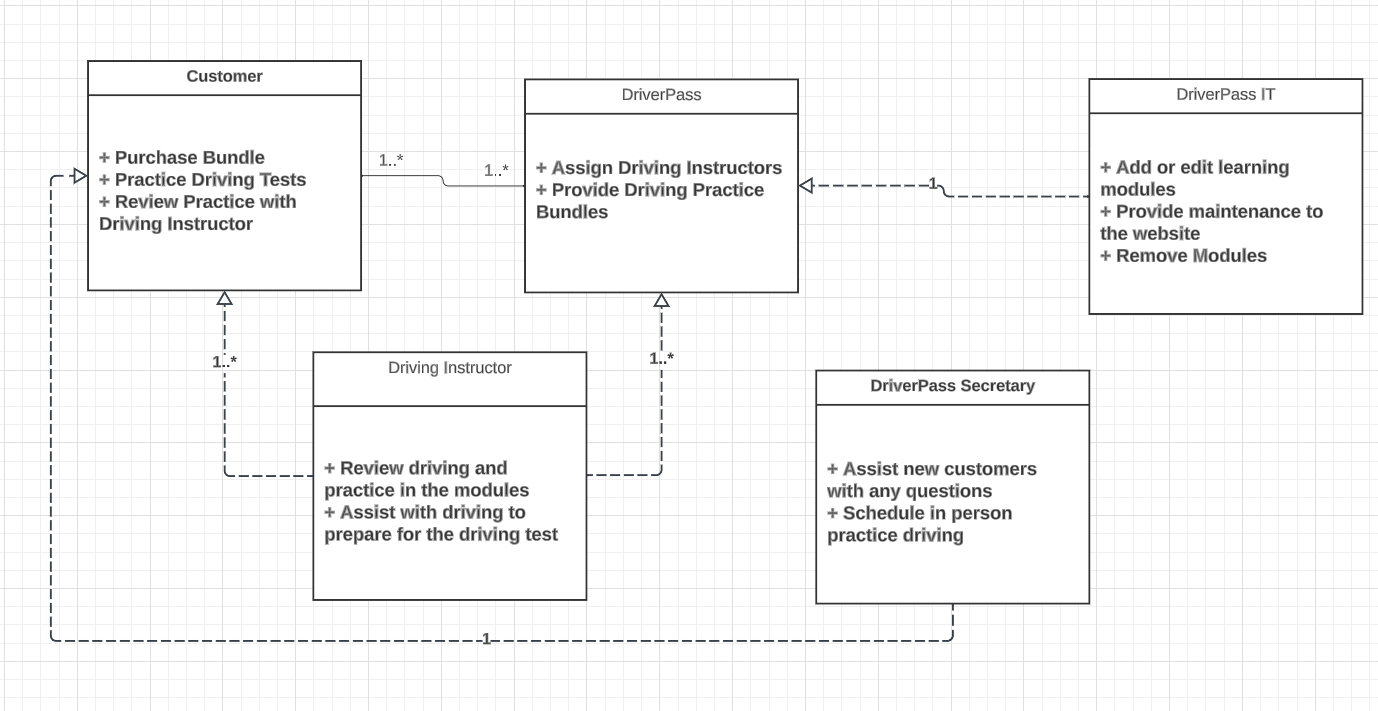 Customer
+ Purchase Bundle
+ Practice Driving Tests
+ Review Practice with
Driving Instructor
1..*
1..*
DriverPass
+ Assign Driving Instructors
+ Provide Driving Practice
Bundles
1
DriverPass IT
+ Add or edit learning
modules
+ Provide maintenance to
the website
+ Remove Modules
1..*
1..*
Driving Instructor
+ Review driving and
practice in the modules
+ Assist with driving to
prepare for the driving test
DriverPass Secretary
+ Assist new customers
with any questions
+ Schedule in person
practice driving
1